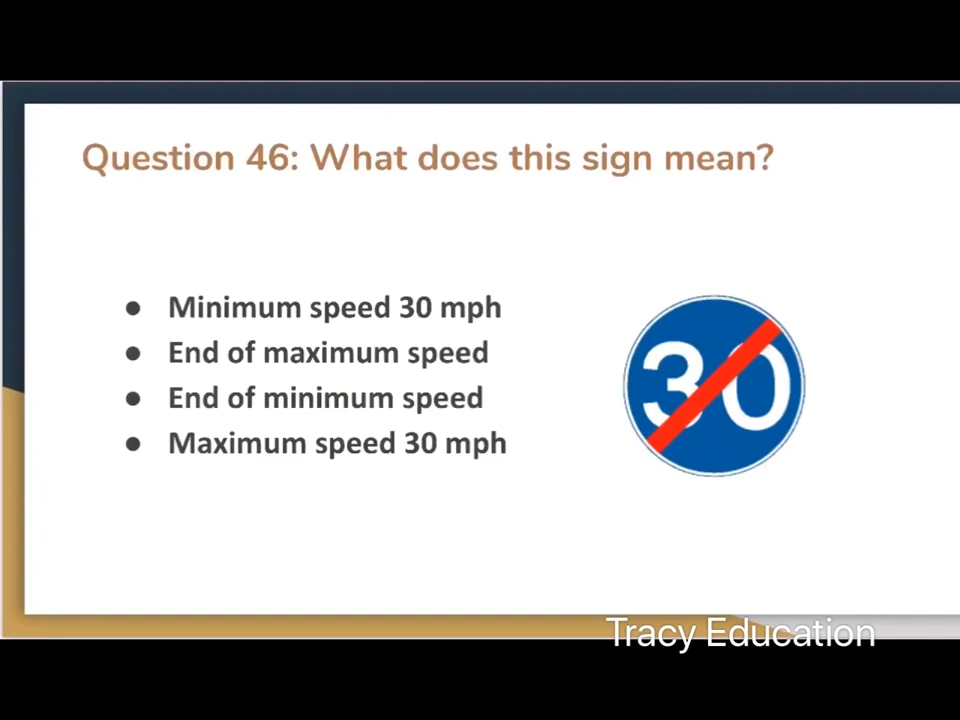 Question 46: What does this sign mean?
● Minimum speed 30 mph
● End of maximum speed
● End of minimum speed
● Maximum speed 30 mph
30
Tracy Education